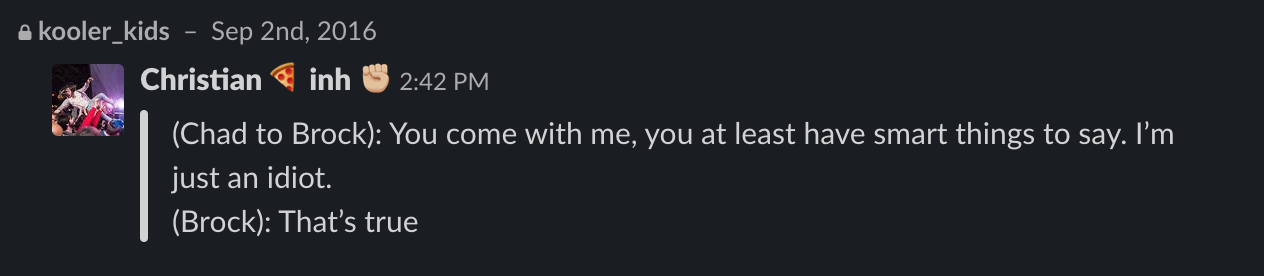 kooler_kids – Sep 2nd, 2016
Christian 🍕 inh ✊🏼 2:42 PM
(Chad to Brock): You come with me, you at least have smart things to say. I’m
just an idiot.
(Brock): That’s true